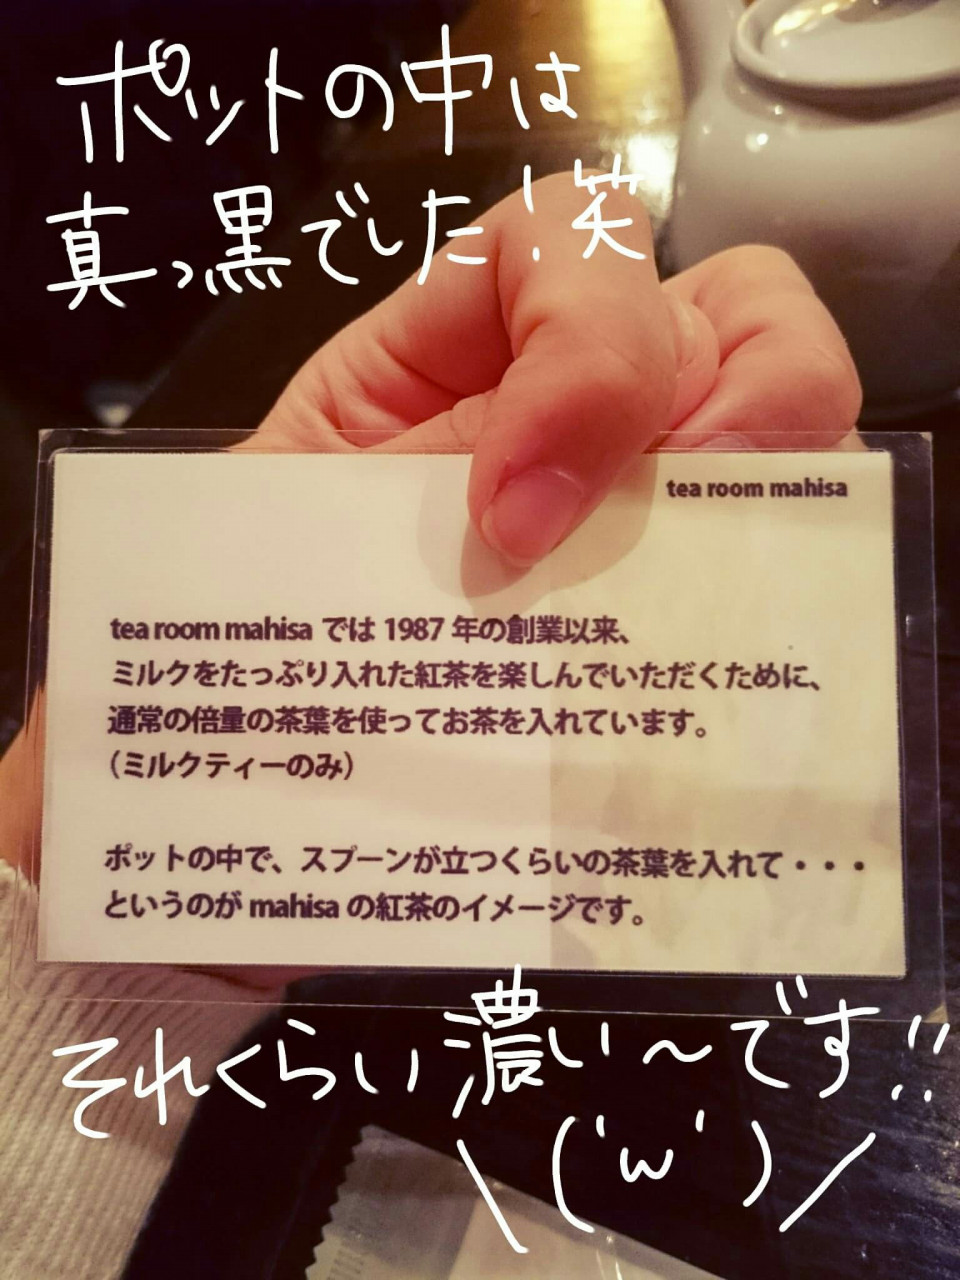 ポットの中は
真っ黒でした!笑
tea room mahisa
tea room mahisa では 1987 年の創業以来、
ミルクをたっぷり入れた紅茶を楽しんでいただくために、
通常の倍量の茶葉を使ってお茶を入れています。
(ミルクティーのみ)
ポットの中で、スプーンが立つくらいの茶葉を入れて・・・
というのが mahisa の紅茶のイメージです。
それくらい濃い〜です!!
\('ω')/